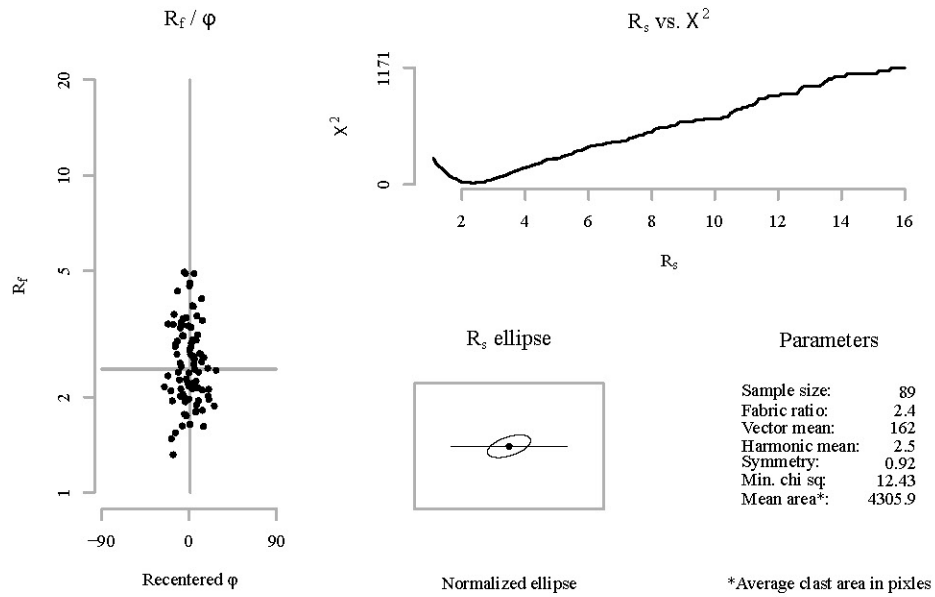 Rf / φ
20
10
5
2
1
Rf
−90 0 90
Recentered φ
Rs vs. X²
1171
0
X²
2 4 6 8 10 12 14 16
Rs
Rs ellipse
Normalized ellipse
Parameters
Sample size: 89
Fabric ratio: 2.4
Vector mean: 162
Harmonic mean: 2.5
Symmetry: 0.92
Min. chi sq: 12.43
Mean area*: 4305.9
*Average clast area in pixles